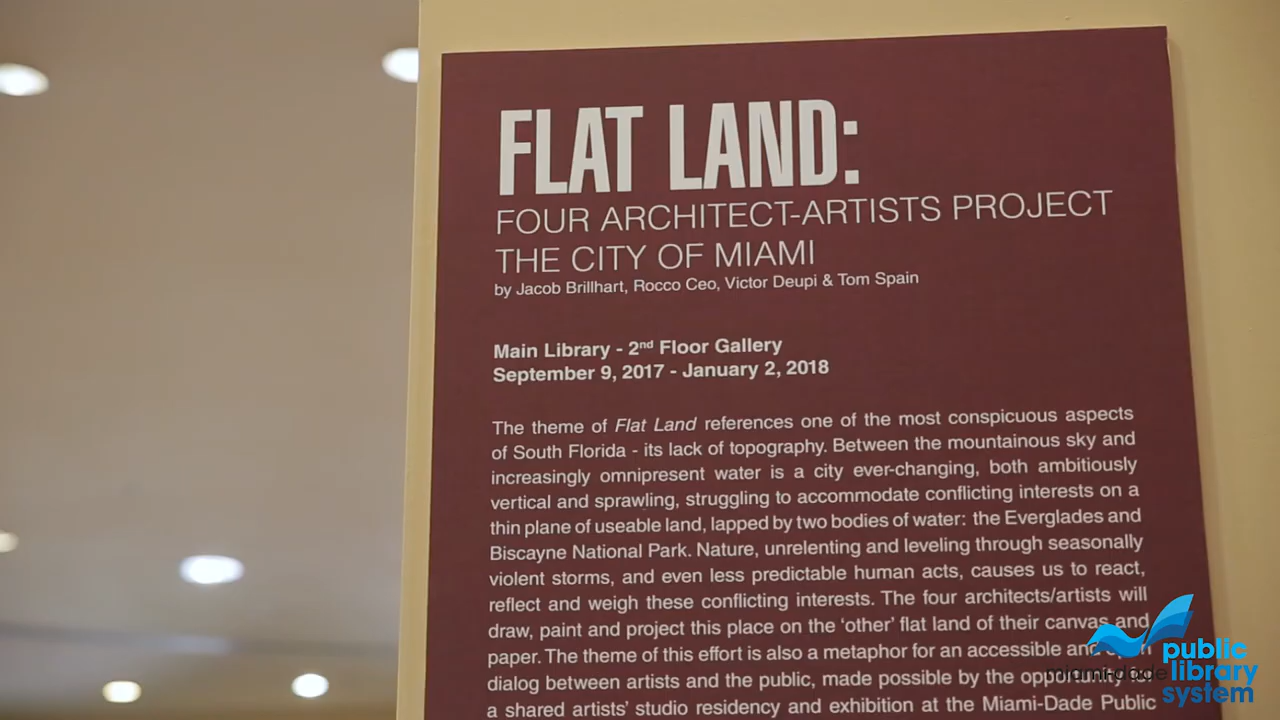 FLAT LAND:
FOUR ARCHITECT-ARTISTS PROJECT
THE CITY OF MIAMI
by Jacob Brillhart, Rocco Ceo, Victor Deupi & Tom Spain
Main Library - 2nd Floor Gallery
September 9, 2017 - January 2, 2018
The theme of Flat Land references one of the most conspicuous aspects
of South Florida - its lack of topography. Between the mountainous sky and
increasingly omnipresent water is a city ever-changing, both ambitiously
vertical and sprawling, struggling to accommodate conflicting interests on a
thin plane of useable land, lapped by two bodies of water: the Everglades and
Biscayne National Park. Nature, unrelenting and leveling through seasonally
violent storms, and even less predictable human acts, causes us to react,
reflect and weigh these conflicting interests. The four architects/artists will
draw, paint and project this place on the ‘other’ flat land of their canvas and
paper. The theme of this effort is also a metaphor for an accessible and open
dialog between artists and the public, made possible by the opportunity for
a shared artists’ studio residency and exhibition at the Miami-Dade Public
miami-dade
public
library
system